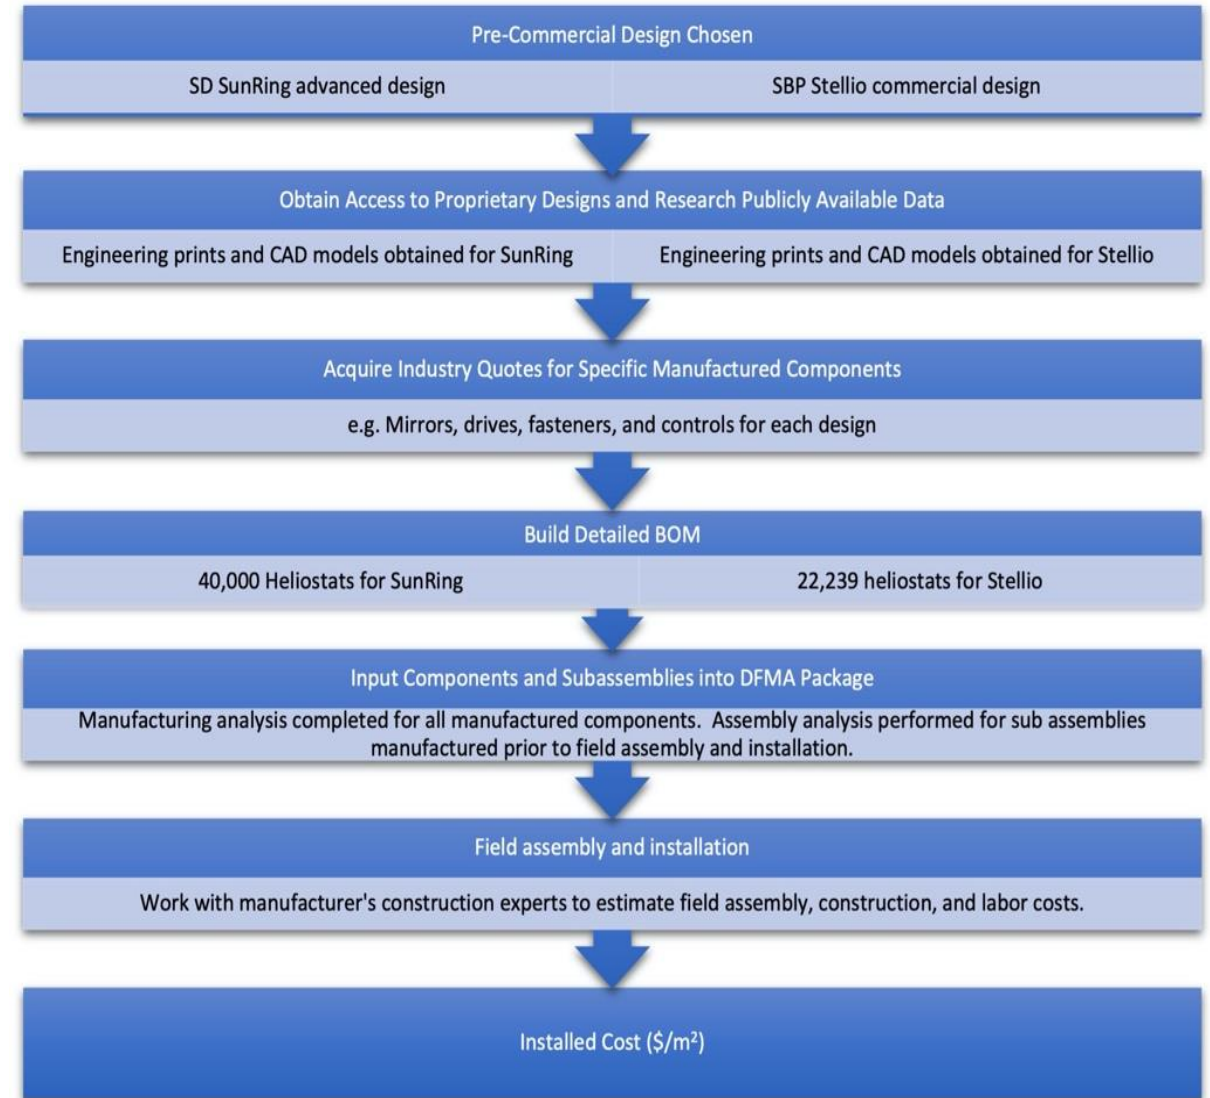 Pre-Commercial Design Chosen
SD SunRing advanced design
SBP Stellio commercial design
Obtain Access to Proprietary Designs and Research Publicly Available Data
Engineering prints and CAD models obtained for SunRing
Engineering prints and CAD models obtained for Stellio
Acquire Industry Quotes for Specific Manufactured Components
e.g. Mirrors, drives, fasteners, and controls for each design
Build Detailed BOM
40,000 Heliostats for SunRing
22,239 heliostats for Stellio
Input Components and Subassemblies into DFMA Package
Manufacturing analysis completed for all manufactured components.  Assembly analysis performed for sub assemblies
manufactured prior to field assembly and installation.
Field assembly and installation
Work with manufacturer's construction experts to estimate field assembly, construction, and labor costs.
Installed Cost ($/m²)